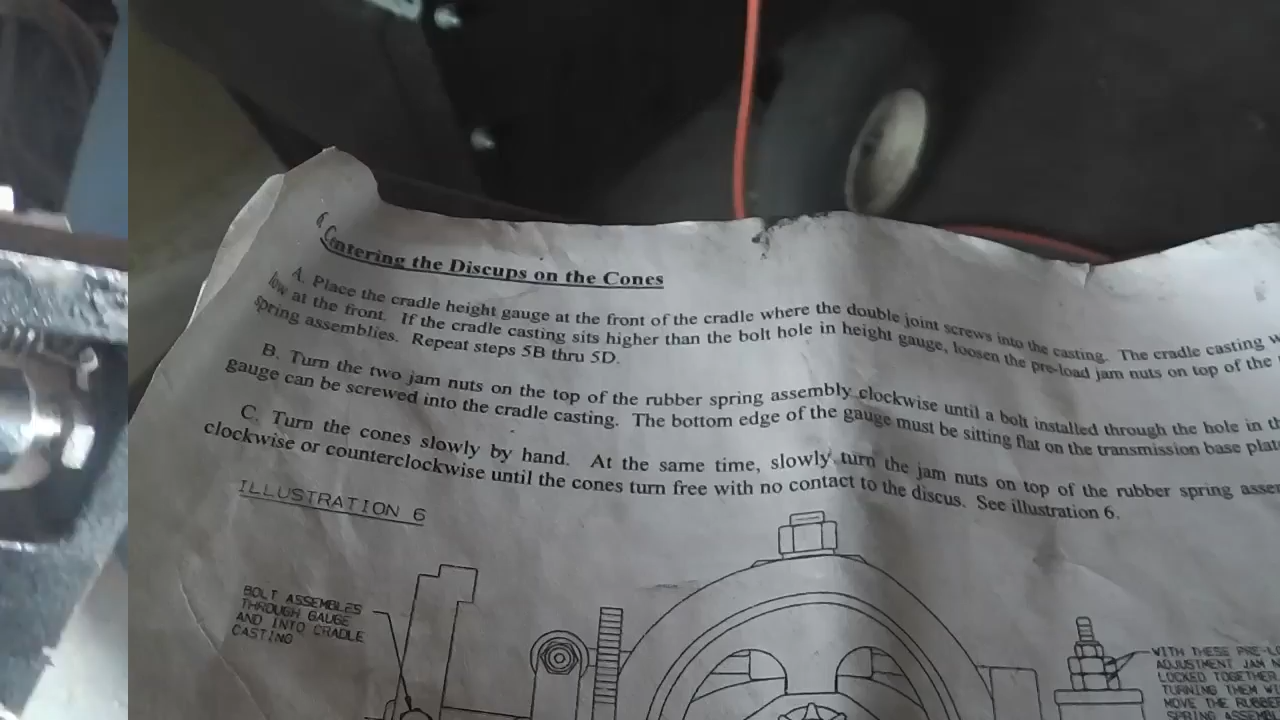 6 Centering the Discups on the Cones
A. Place the cradle height gauge at the front of the cradle where the double joint screws into the casting. The cradle casting
low at the front. If the cradle casting sits higher than the bolt hole in height gauge, loosen the pre-load jam nuts on top of the
spring assemblies. Repeat steps 5B thru 5D.
B. Turn the two jam nuts on the top of the rubber spring assembly clockwise until a bolt installed through the hole in
gauge can be screwed into the cradle casting. The bottom edge of the gauge must be sitting flat on the transmission base
C. Turn the cones slowly by hand. At the same time, slowly turn the jam nuts on top of the rubber spring
clockwise or counterclockwise until the cones turn free with no contact to the discus. See illustration 6.
ILLUSTRATION 6
BOLT ASSEMBLES
THROUGH GAUGE
AND INTO CRADLE
CASTING
WITH THESE
ADJUSTMENT JAM
LOCKED TOGETHER
TURNING THEM
MOVE THE
SPRING